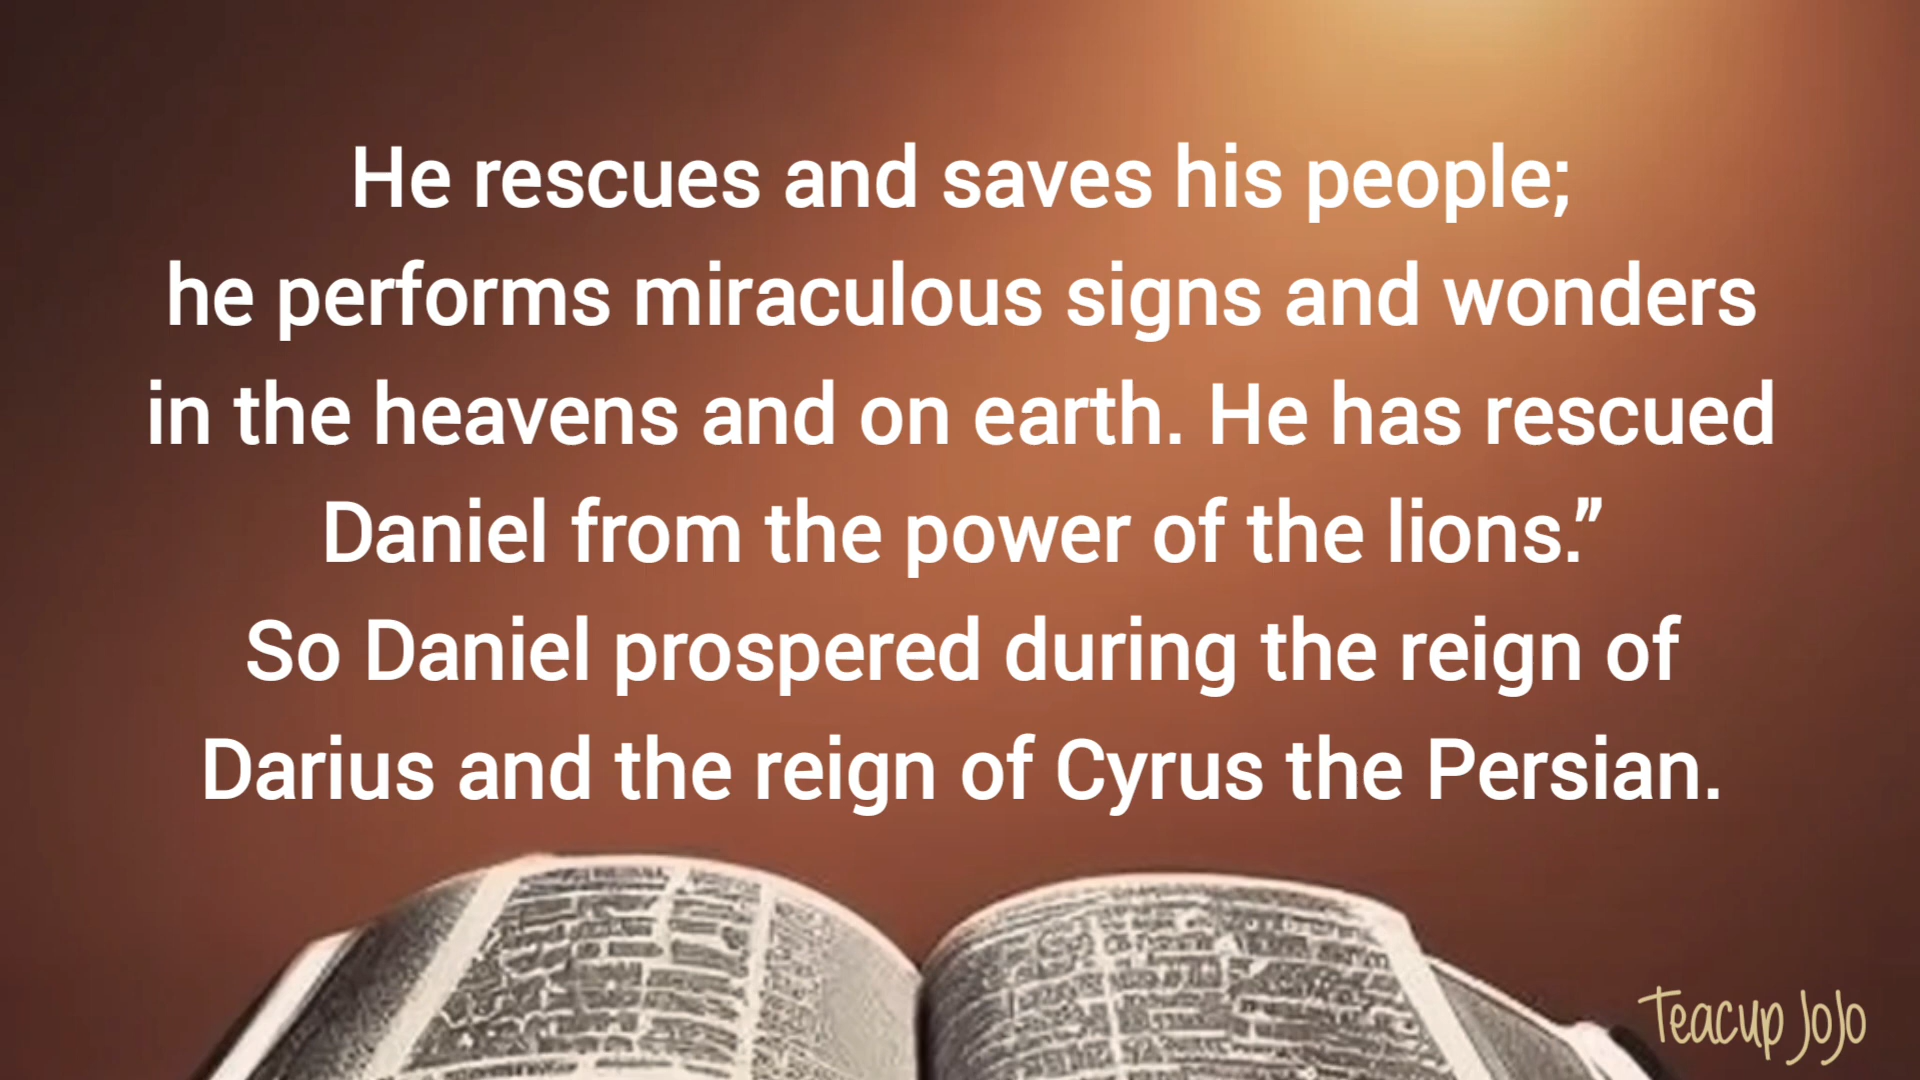 He rescues and saves his people;
he performs miraculous signs and wonders
in the heavens and on earth. He has rescued
Daniel from the power of the lions.”
So Daniel prospered during the reign of
Darius and the reign of Cyrus the Persian.
Teacup JoJo